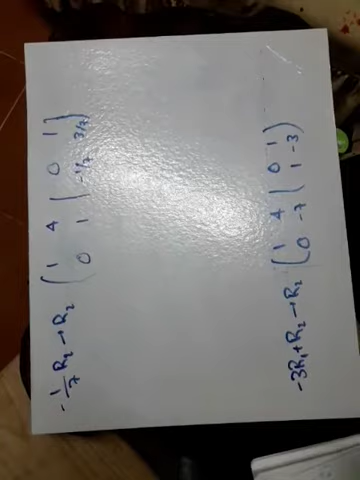 -1/7 R₂→R₂ ( 1 4 | 0 1 )
0 1 | -1/7 3/7
-3R₁+R₂→R₂ ( 1 4 | 0 1 )
0 -7 | 1 -3